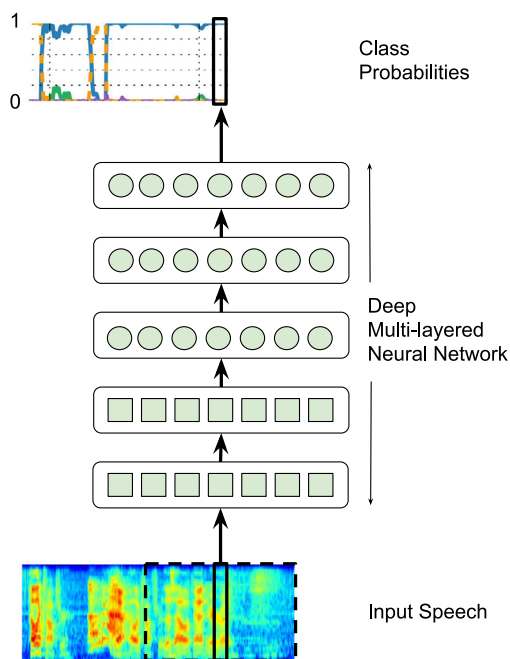 1
0
Class
Probabilities
Deep
Multi-layered
Neural Network
Input Speech